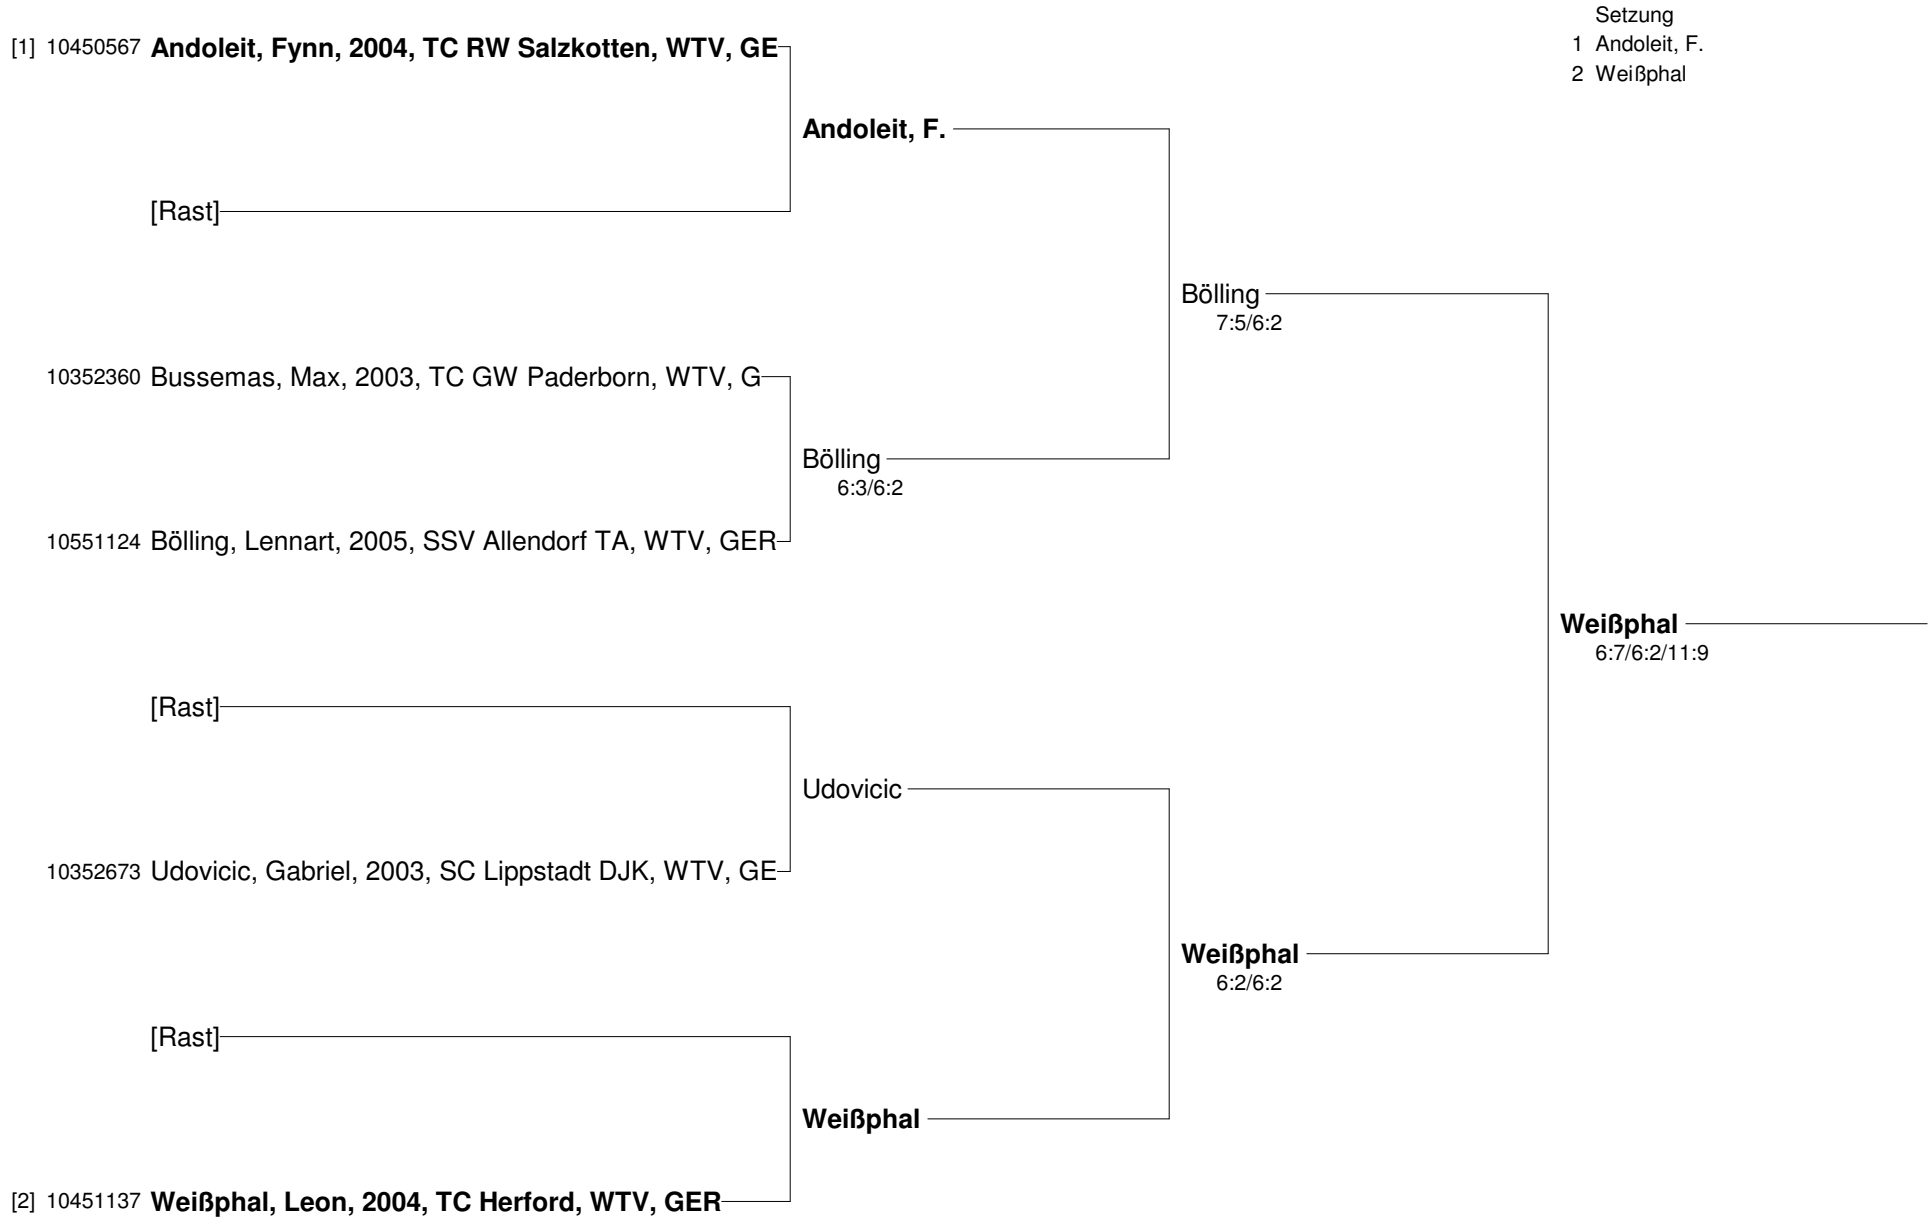 Setzung
1 Andoleit, F.
2 Weißphal
[1] 10450567 Andoleit, Fynn, 2004, TC RW Salzkotten, WTV, GE
Andoleit, F.
[Rast]
Bölling
7:5/6:2
10352360 Bussemas, Max, 2003, TC GW Paderborn, WTV, G
Bölling
6:3/6:2
10551124 Bölling, Lennart, 2005, SSV Allendorf TA, WTV, GER
Weißphal
6:7/6:2/11:9
[Rast]
Udovicic
10352673 Udovicic, Gabriel, 2003, SC Lippstadt DJK, WTV, GE
Weißphal
6:2/6:2
[Rast]
Weißphal
[2] 10451137 Weißphal, Leon, 2004, TC Herford, WTV, GER